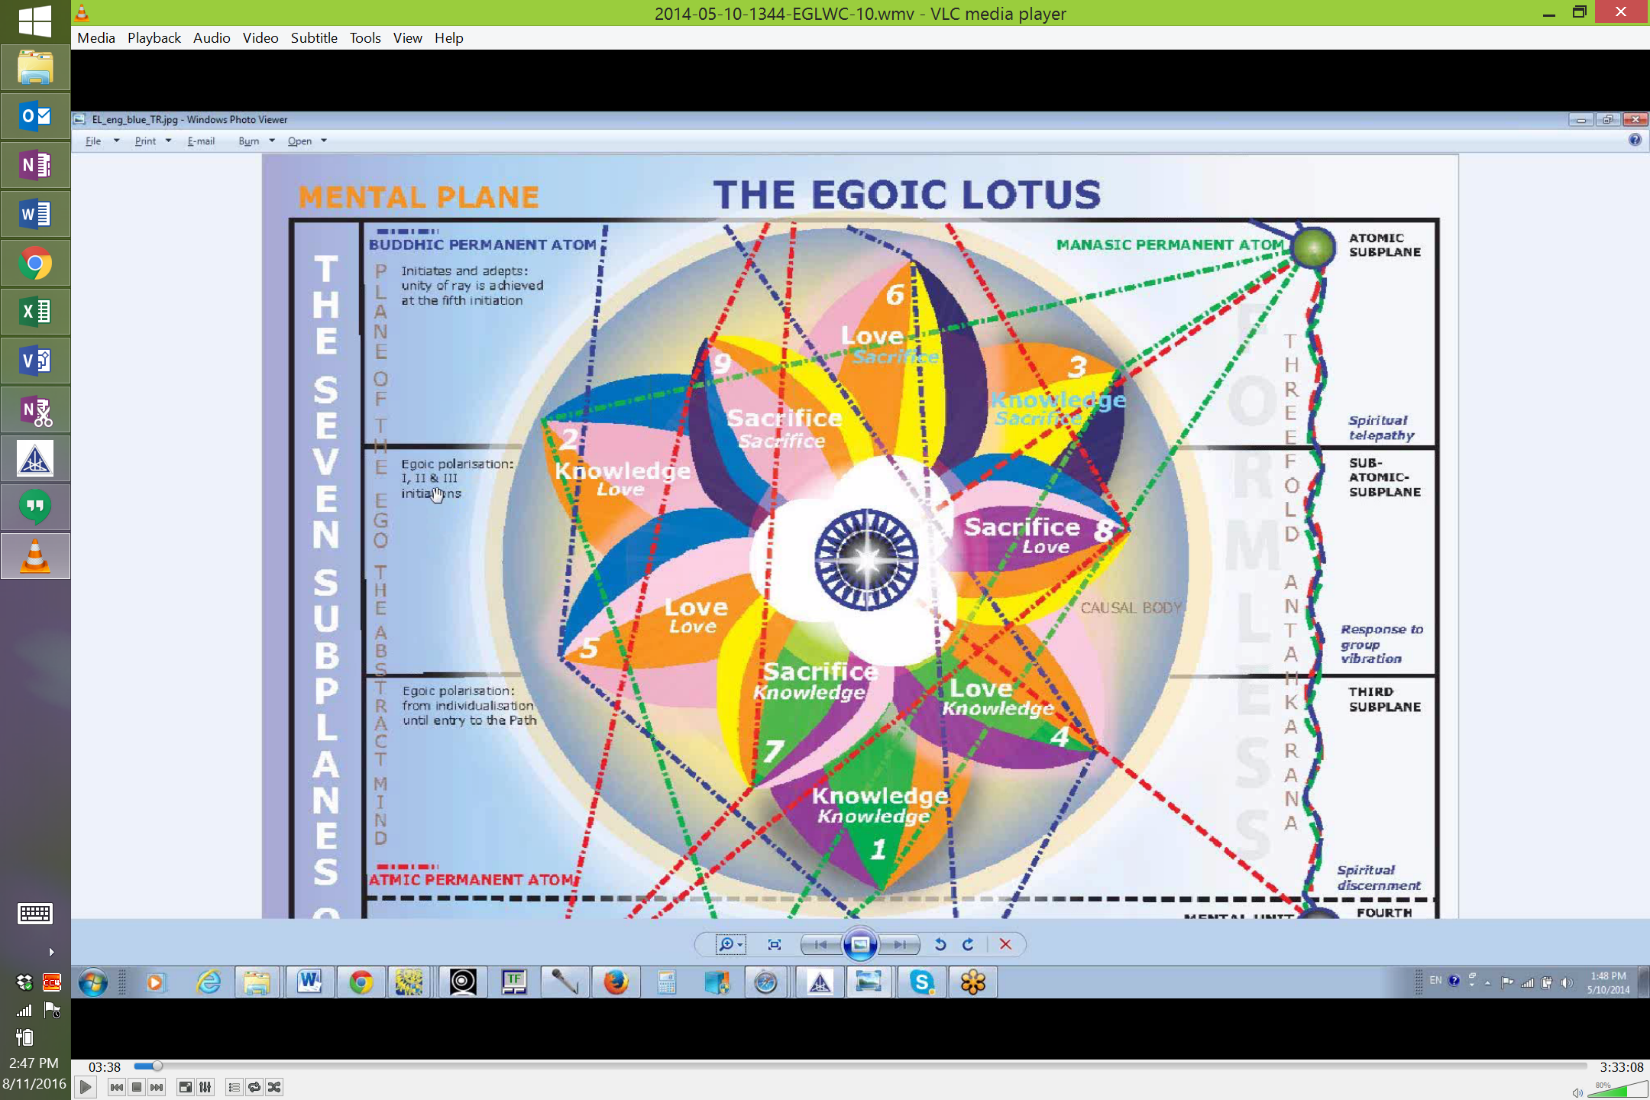 2014-05-10-1344-EGLWC-10.wmv - VLC media player
Media Playback Audio Video Subtitle Tools View Help
EL_eng_blue_TR.jpg - Windows Photo Viewer
File Print E-mail Burn Open
MENTAL PLANE
THE EGOIC LOTUS
THE SEVEN SUBPLANES O
BUDDHIC PERMANENT ATOM
PLANE OF THE EGO THE ABSTRACT MIND
Initiates and adepts:
unity of ray is achieved
at the fifth initiation
Egoic polarisation:
I, II & III
initiations
Egoic polarisation:
from individualisation
until entry to the Path
ATMIC PERMANENT ATOM
MANASIC PERMANENT ATOM
6
Love
Sacrifice
9
Sacrifice
Sacrifice
3
Knowledge
Sacrifice
2
Knowledge
Love
Sacrifice 8
Love
5
Love
Love
CAUSAL BODY
Sacrifice
Knowledge
7
Love
Knowledge
4
Knowledge
Knowledge
1
FORMLESS
THREEFOLD ANTAHKARANA
ATOMIC
SUBPLANE
Spiritual
telepathy
SUB-
ATOMIC-
SUBPLANE
Response to
group
vibration
THIRD
SUBPLANE
Spiritual
discernment
MENTAL UNIT
FOURTH
TF
EN
1:48 PM
5/10/2014
2:47 PM
8/11/2016
03:38
3:33:08
80%